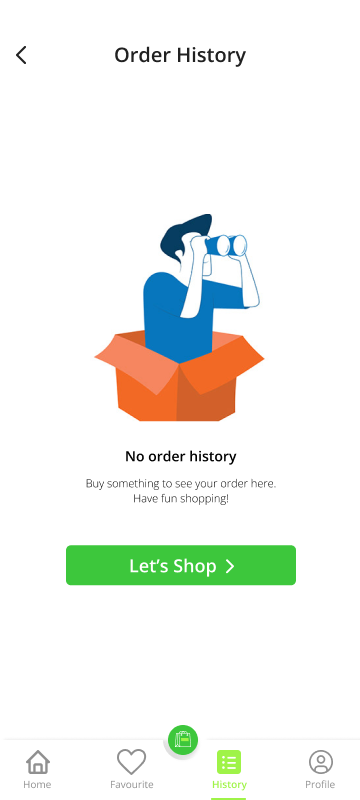 Order History
No order history
Buy something to see your order here.
Have fun shopping!
Let's Shop
Home
Favourite
History
Profile